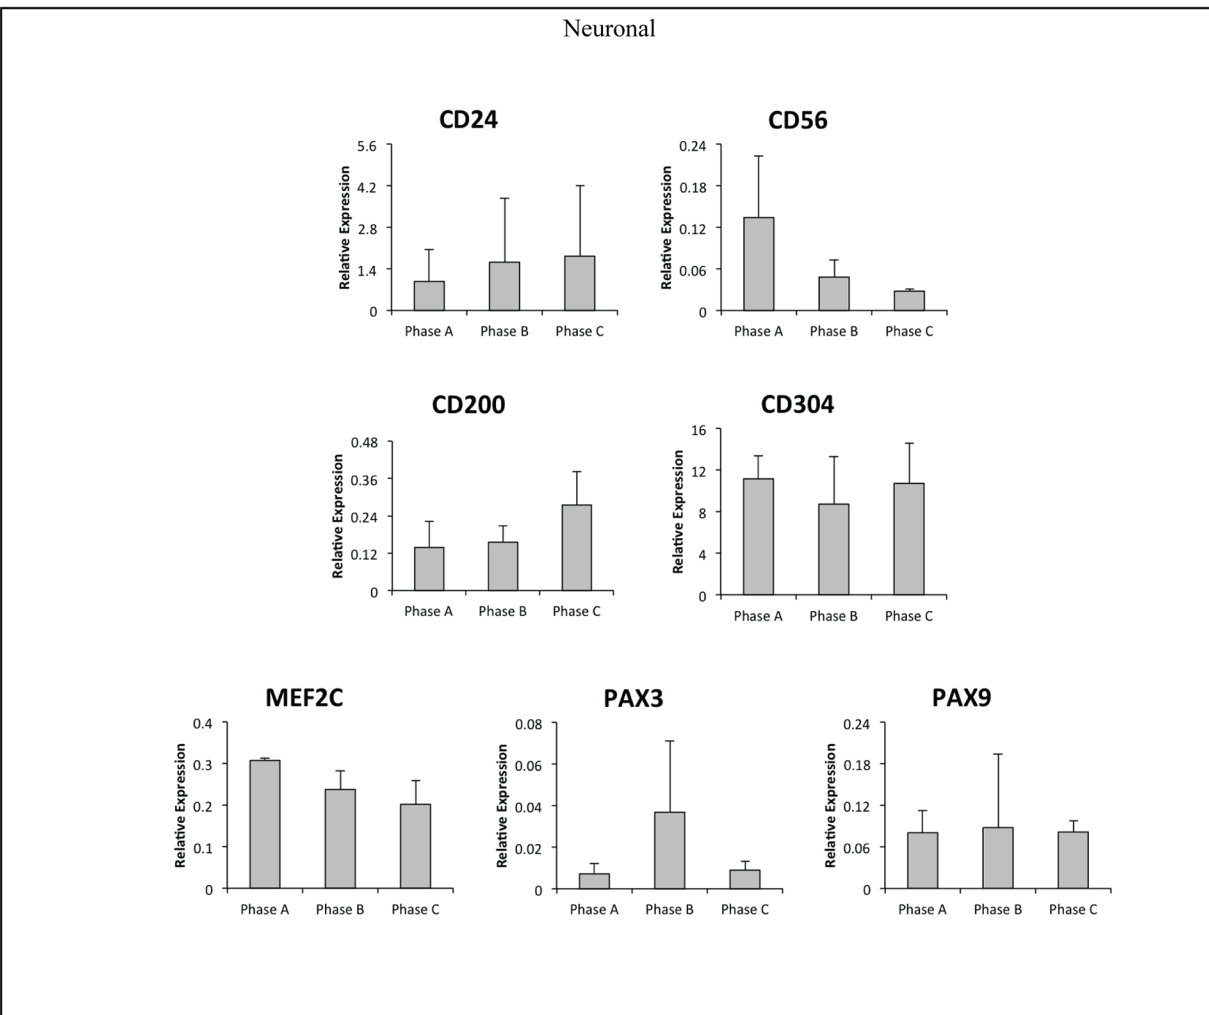 Neuronal
CD24
Relative Expression
5.6
4.2
2.8
1.4
0
Phase A Phase B Phase C
CD56
Relative Expression
0.24
0.18
0.12
0.06
0
Phase A Phase B Phase C
CD200
Relative Expression
0.48
0.36
0.24
0.12
0
Phase A Phase B Phase C
CD304
Relative Expression
16
12
8
4
0
Phase A Phase B Phase C
MEF2C
Relative Expression
0.4
0.3
0.2
0.1
0
Phase A Phase B Phase C
PAX3
Relative Expression
0.08
0.06
0.04
0.02
0
Phase A Phase B Phase C
PAX9
Relative Expression
0.24
0.18
0.12
0.06
0
Phase A Phase B Phase C